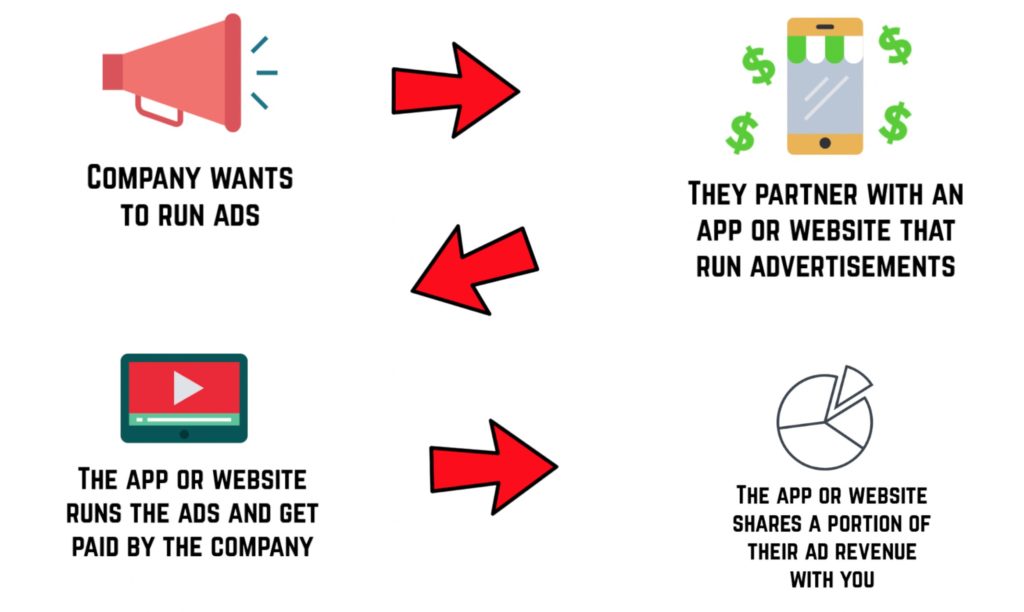 Company wants
to run ads
They partner with an
app or website that
run advertisements
The app or website
runs the ads and get
paid by the company
The app or website
shares a portion of
their ad revenue
with you